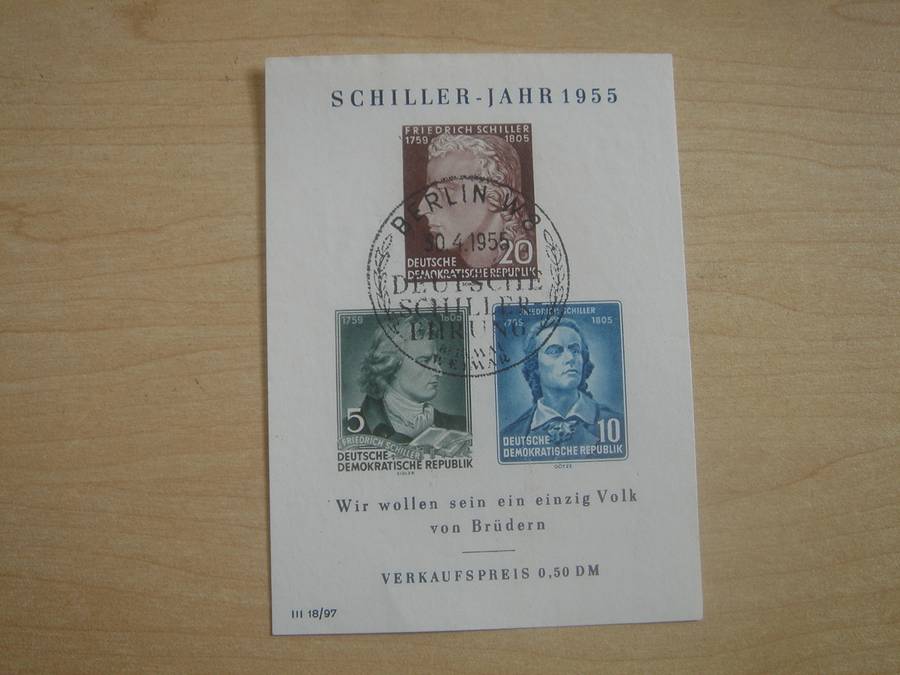 SCHILLER-JAHR 1955
FRIEDRICH SCHILLER
1759 1805
BERLIN W8
30.4.1955
20
DEUTSCHE
DEMOKRATISCHE REPUBLIK
DEUTSCHE
SCHILLER-
EHRUNG
WEIMAR
1759 1805
5
FRIEDRICH SCHILLER
DEUTSCHE
DEMOKRATISCHE REPUBLIK
FRIEDRICH SCHILLER
1805
10
DEUTSCHE
DEMOKRATISCHE REPUBLIK
GÖTZE
Wir wollen sein ein einzig Volk
von Brüdern
VERKAUFSPREIS 0,50 DM
III 18/97